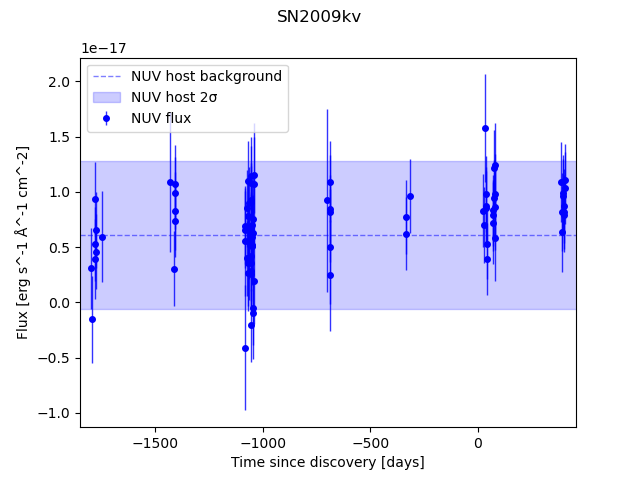 SN2009kv
1e−17
NUV host background
NUV host 2σ
NUV flux
2.0
1.5
1.0
0.5
0.0
−0.5
−1.0
Flux [erg s^-1 Å^-1 cm^-2]
−1500 −1000 −500 0
Time since discovery [days]